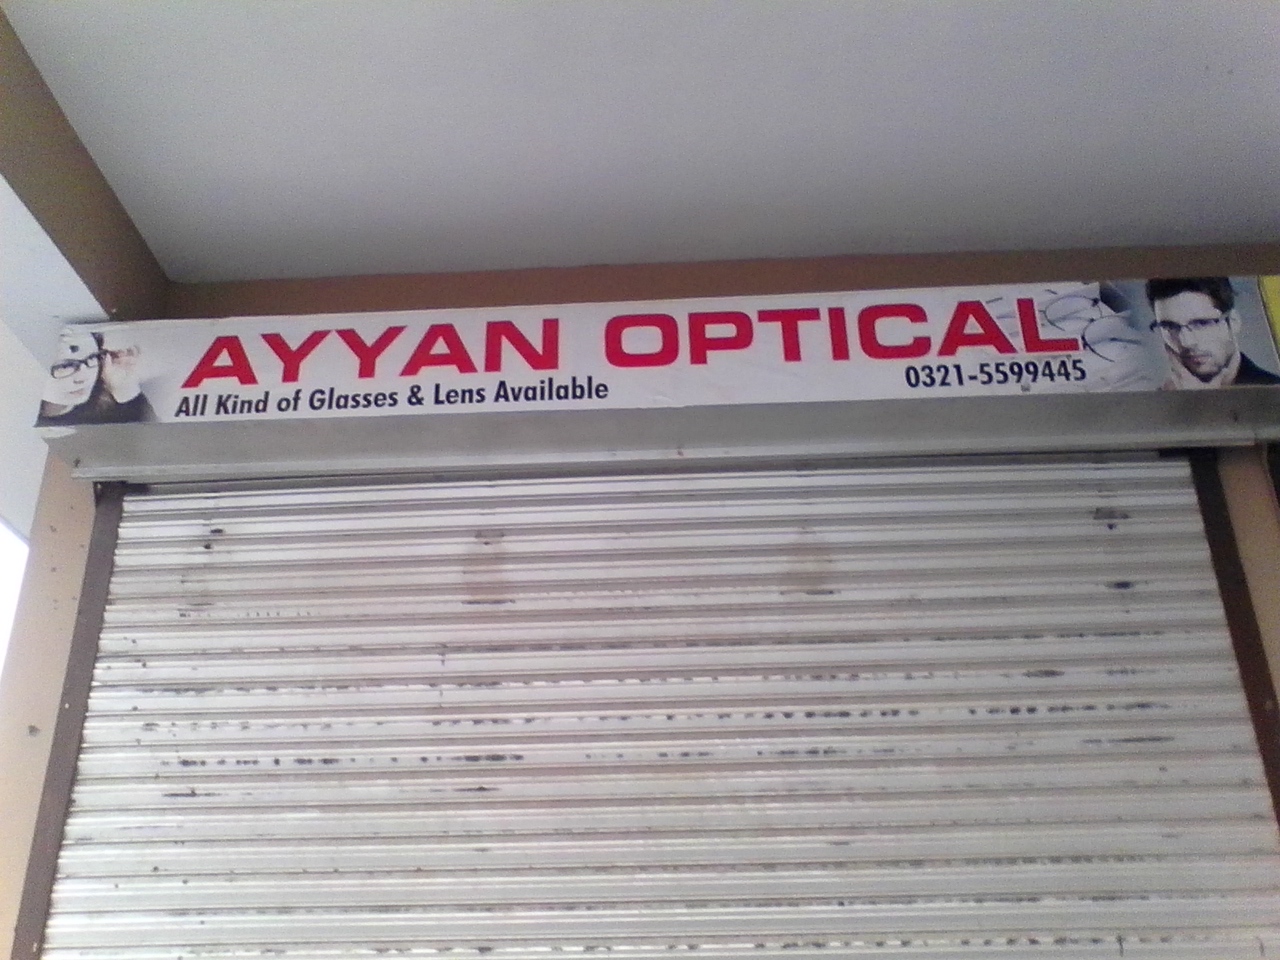 AYYAN OPTICAL
All Kind of Glasses & Lens Available
0321-5599445